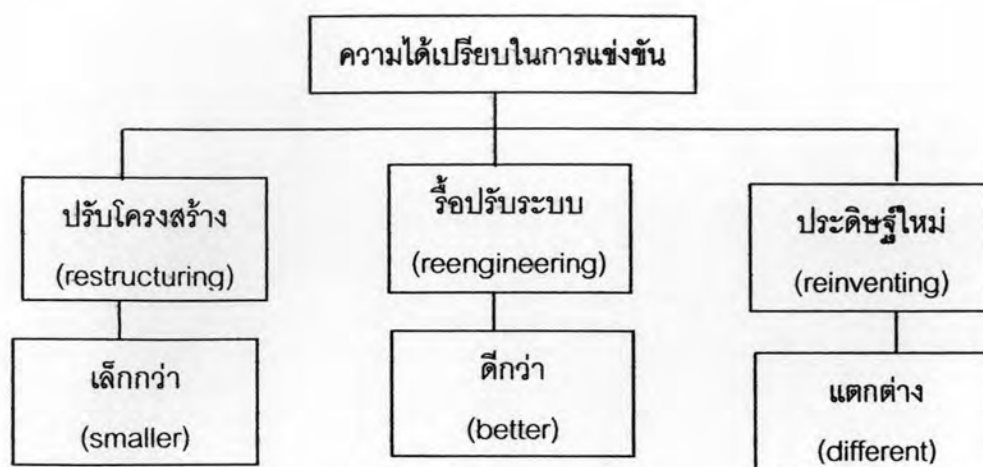 ความได้เปรียบในการแข่งขัน
ปรับโครงสร้าง
(restructuring)
รื้อปรับระบบ
(reengineering)
ประดิษฐ์ใหม่
(reinventing)
เล็กกว่า
(smaller)
ดีกว่า
(better)
แตกต่าง
(different)